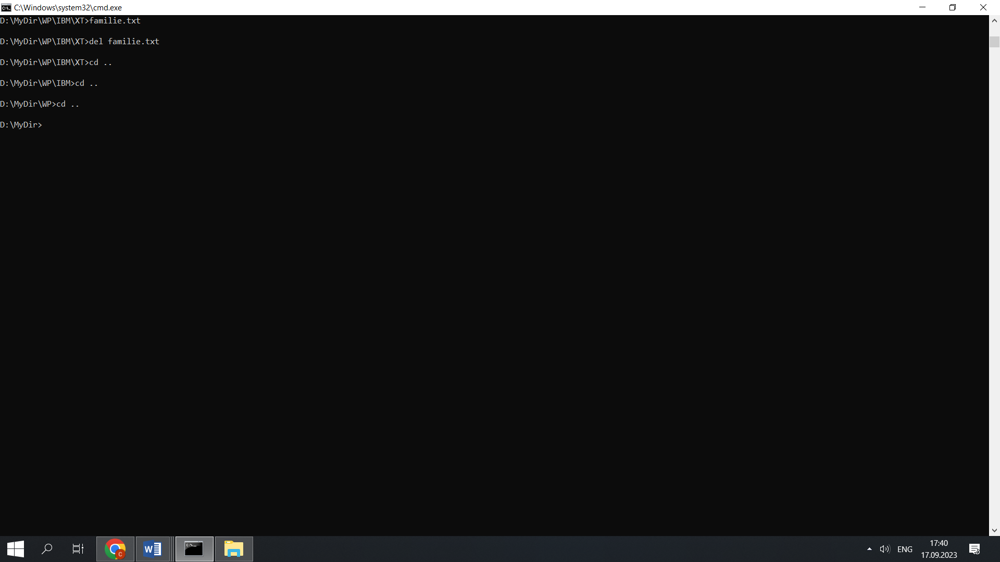 C:\Windows\system32\cmd.exe
D:\MyDir\WP\IBM\XT>familie.txt
D:\MyDir\WP\IBM\XT>del familie.txt
D:\MyDir\WP\IBM\XT>cd ..
D:\MyDir\WP\IBM>cd ..
D:\MyDir\WP>cd ..
D:\MyDir>
ENG
17:40
17.09.2023